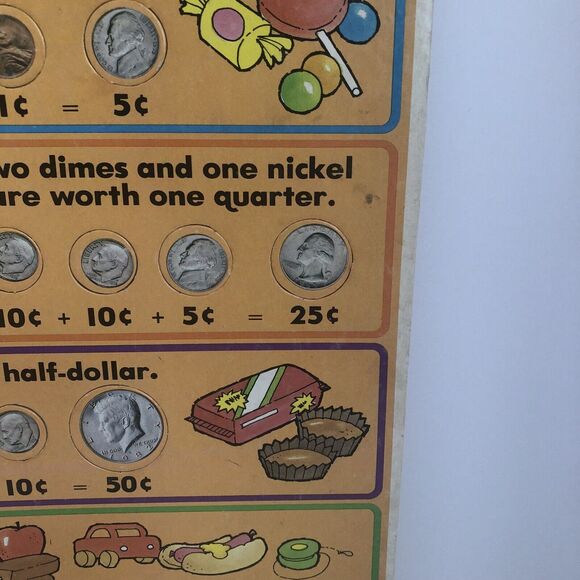 1¢ = 5¢
wo dimes and one nickel
are worth one quarter.
10¢ + 10¢ + 5¢ = 25¢
half-dollar.
10¢ = 50¢